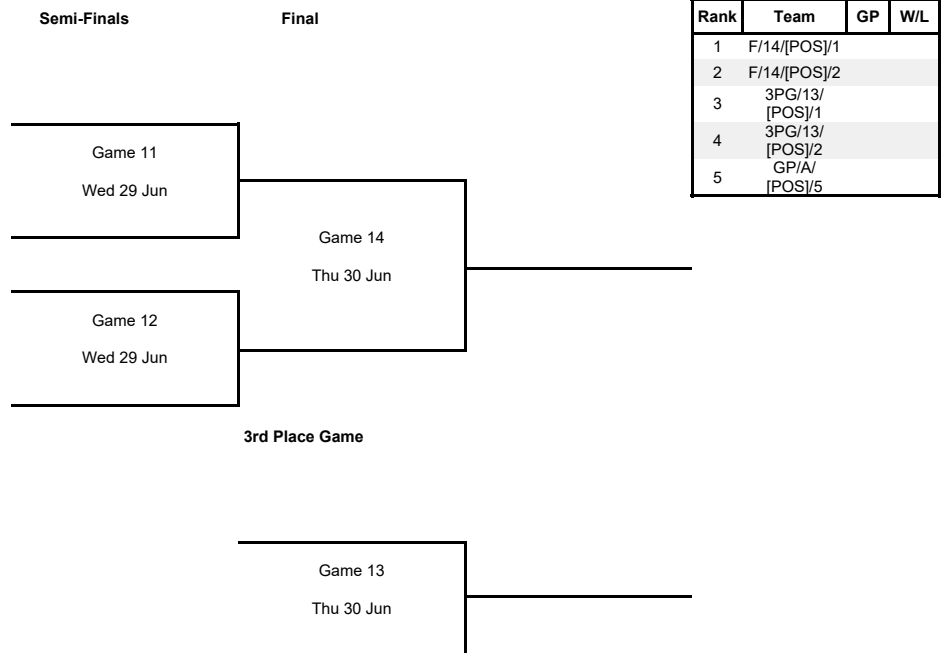 Semi-Finals
Final
Rank Team GP W/L
1 F/14/[POS]/1
2 F/14/[POS]/2
3 3PG/13/
[POS]/1
4 3PG/13/
[POS]/2
5 GP/A/
[POS]/5
Game 11
Wed 29 Jun
Game 14
Thu 30 Jun
Game 12
Wed 29 Jun
3rd Place Game
Game 13
Thu 30 Jun